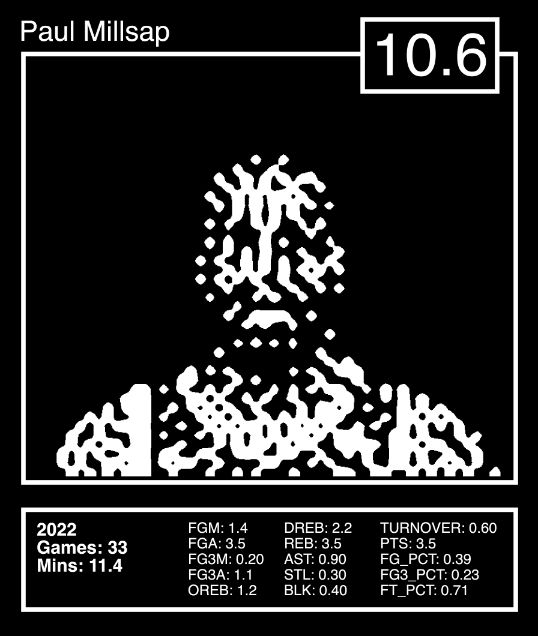 Paul Millsap
10.6
2022
Games: 33
Mins: 11.4
FGM: 1.4
FGA: 3.5
FG3M: 0.20
FG3A: 1.1
OREB: 1.2
DREB: 2.2
REB: 3.5
AST: 0.90
STL: 0.30
BLK: 0.40
TURNOVER: 0.60
PTS: 3.5
FG_PCT: 0.39
FG3_PCT: 0.23
FT_PCT: 0.71